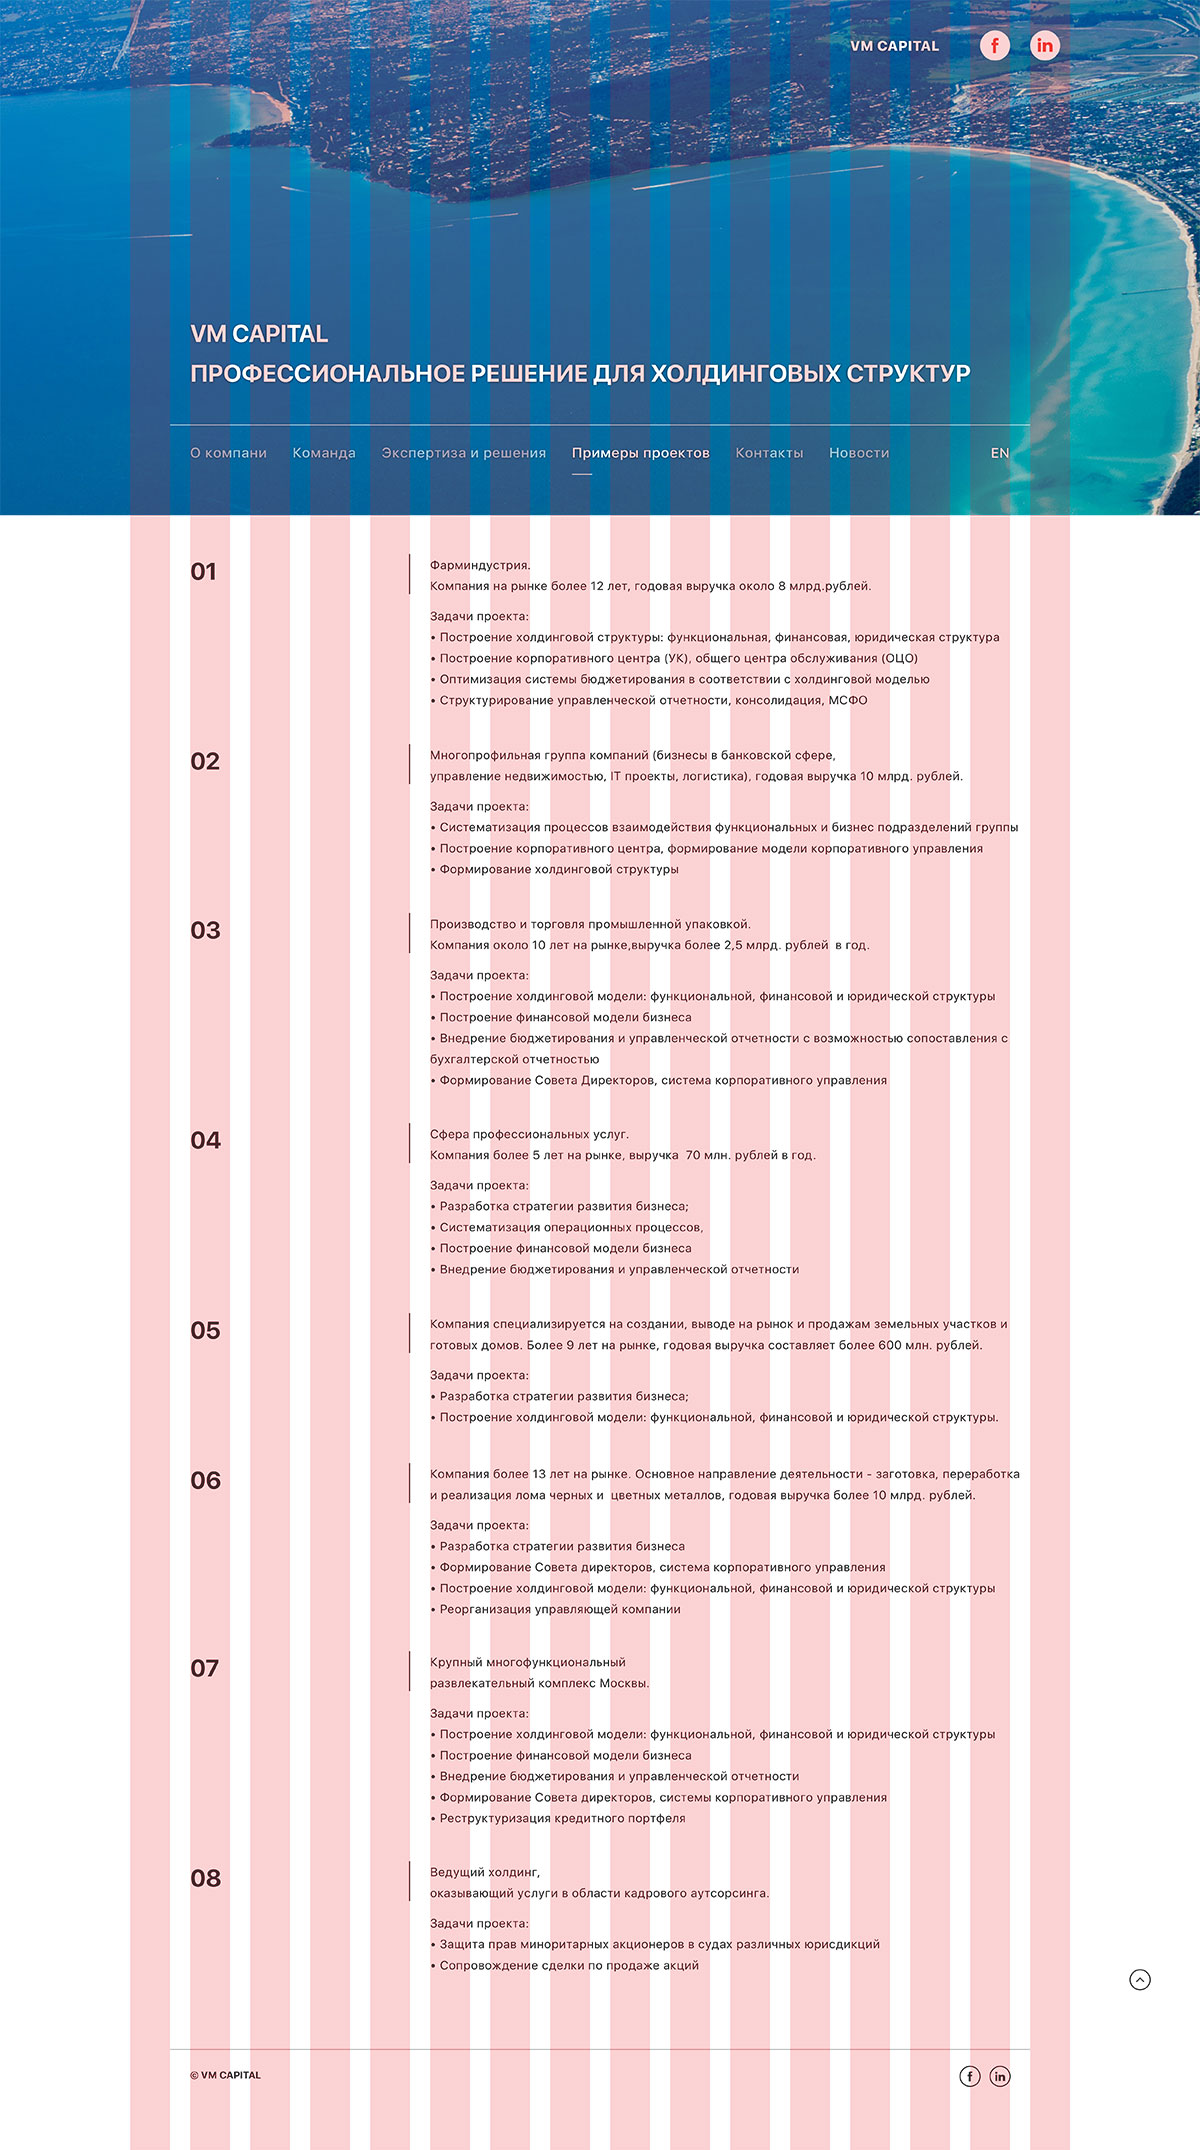 VM CAPITAL
f in
VM CAPITAL
ПРОФЕССИОНАЛЬНОЕ РЕШЕНИЕ ДЛЯ ХОЛДИНГОВЫХ СТРУКТУР
О компани Команда Экспертиза и решения Примеры проектов Контакты Новости EN
01
Фарминдустрия.
Компания на рынке более 12 лет, годовая выручка около 8 млрд.рублей.
Задачи проекта:
• Построение холдинговой структуры: функциональная, финансовая, юридическая структура
• Построение корпоративного центра (УК), общего центра обслуживания (ОЦО)
• Оптимизация системы бюджетирования в соответствии с холдинговой моделью
• Структурирование управленческой отчетности, консолидация, МСФО
02
Многопрофильная группа компаний (бизнесы в банковской сфере,
управление недвижимостью, IT проекты, логистика), годовая выручка 10 млрд. рублей.
Задачи проекта:
• Систематизация процессов взаимодействия функциональных и бизнес подразделений группы
• Построение корпоративного центра, формирование модели корпоративного управления
• Формирование холдинговой структуры
03
Производство и торговля промышленной упаковкой.
Компания около 10 лет на рынке,выручка более 2,5 млрд. рублей в год.
Задачи проекта:
• Построение холдинговой модели: функциональной, финансовой и юридической структуры
• Построение финансовой модели бизнеса
• Внедрение бюджетирования и управленческой отчетности с возможностью сопоставления с
бухгалтерской отчетностью
• Формирование Совета Директоров, система корпоративного управления
04
Сфера профессиональных услуг.
Компания более 5 лет на рынке, выручка 70 млн. рублей в год.
Задачи проекта:
• Разработка стратегии развития бизнеса;
• Систематизация операционных процессов,
• Построение финансовой модели бизнеса
• Внедрение бюджетирования и управленческой отчетности
05
Компания специализируется на создании, выводе на рынок и продажам земельных участков и
готовых домов. Более 9 лет на рынке, годовая выручка составляет более 600 млн. рублей.
Задачи проекта:
• Разработка стратегии развития бизнеса;
• Построение холдинговой модели: функциональной, финансовой и юридической структуры.
06
Компания более 13 лет на рынке. Основное направление деятельности - заготовка, переработка
и реализация лома черных и цветных металлов, годовая выручка более 10 млрд. рублей.
Задачи проекта:
• Разработка стратегии развития бизнеса
• Формирование Совета директоров, система корпоративного управления
• Построение холдинговой модели: функциональной, финансовой и юридической структуры
• Реорганизация управляющей компании
07
Крупный многофункциональный
развлекательный комплекс Москвы.
Задачи проекта:
• Построение холдинговой модели: функциональной, финансовой и юридической структуры
• Построение финансовой модели бизнеса
• Внедрение бюджетирования и управленческой отчетности
• Формирование Совета директоров, системы корпоративного управления
• Реструктуризация кредитного портфеля
08
Ведущий холдинг,
оказывающий услуги в области кадрового аутсорсинга.
Задачи проекта:
• Защита прав миноритарных акционеров в судах различных юрисдикций
• Сопровождение сделки по продаже акций
© VM CAPITAL
f in